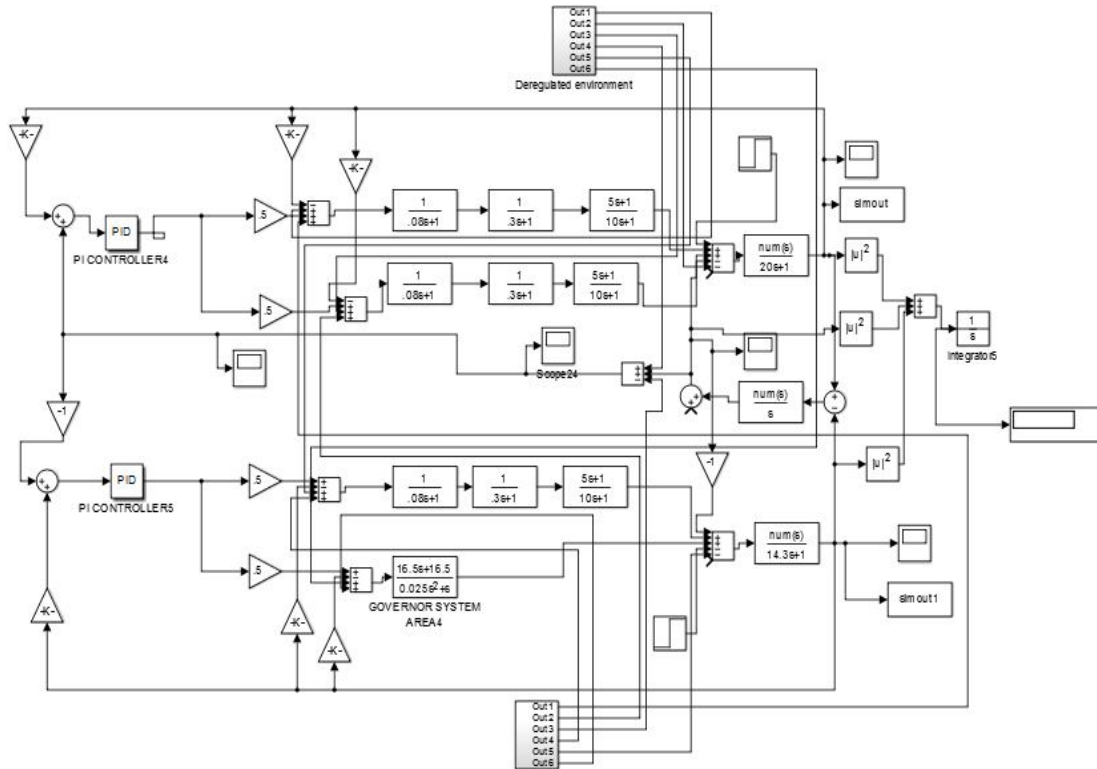 Out1
Out2
Out3
Out4
Out5
Out6
Deregulated environment
-K-
-K-
-K-
PID
PI CONTROLLER4
.5
1
.08s+1
1
.3s+1
5s+1
10s+1
num(s)
20s+1
simout
|u|²
.5
1
.08s+1
1
.3s+1
5s+1
10s+1
|u|²
1
s
Integrator5
Scope24
num(s)
s
-1
-1
|u|²
PID
PI CONTROLLER5
.5
1
.08s+1
1
.3s+1
5s+1
10s+1
num(s)
14.3s+1
.5
16.5s+16.5
0.025s²+s
GOVERNOR SYSTEM
AREA4
simout1
-K-
-K-
-K-
Out1
Out2
Out3
Out4
Out5
Out6